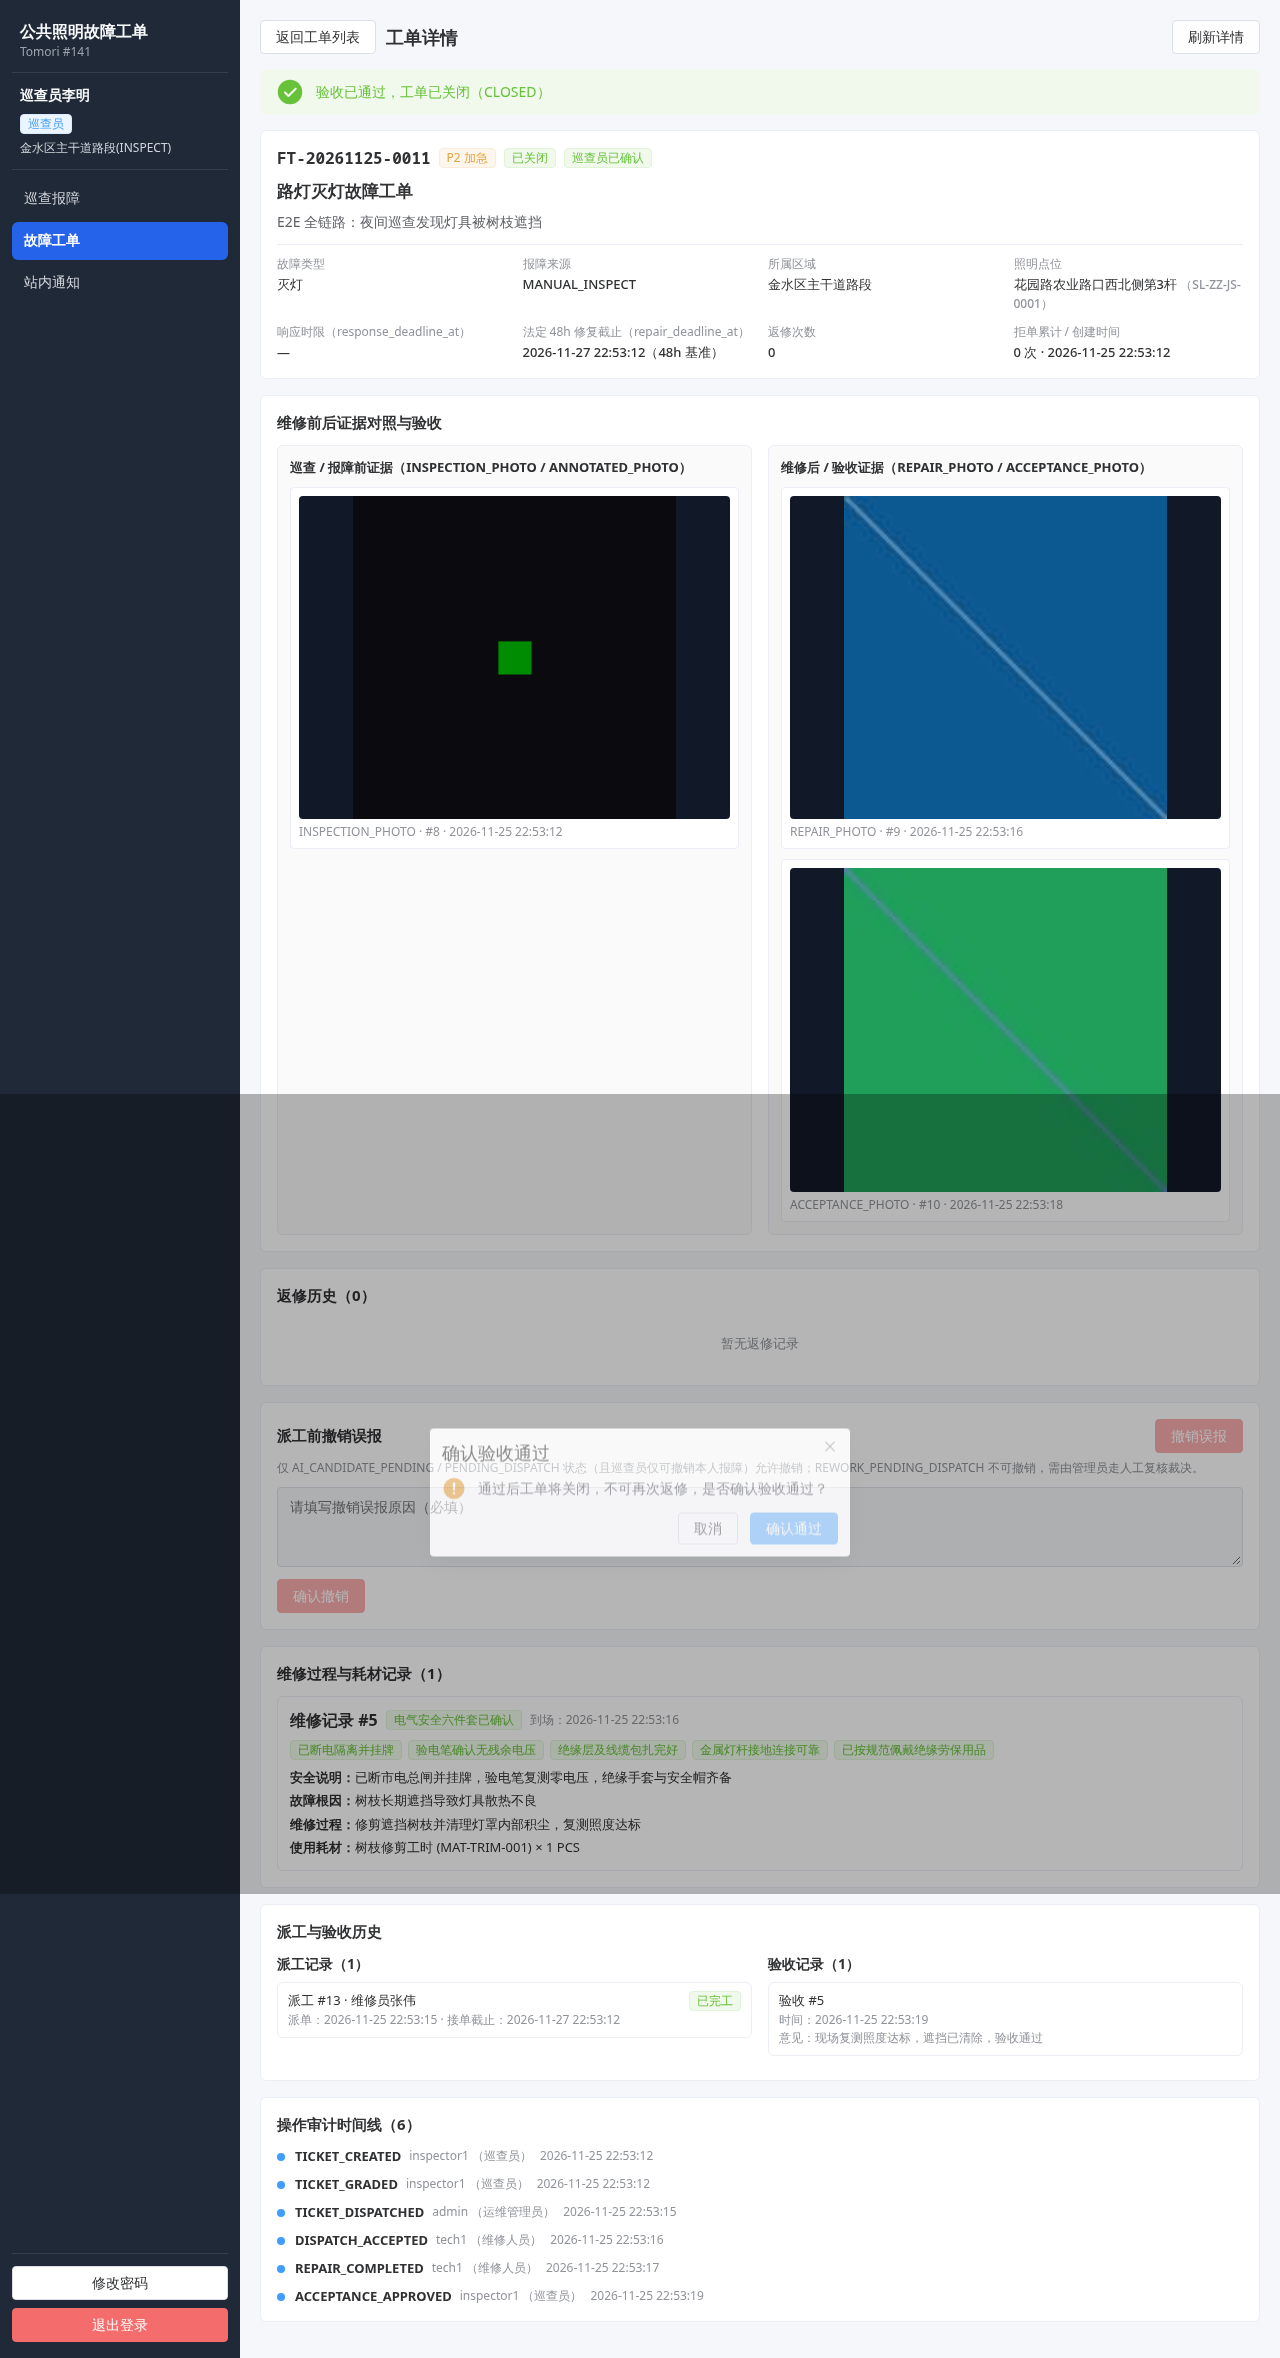 公共照明故障工单
Tomori #141
巡查员李明
巡查员
金水区主干道路段(INSPECT)
巡查报障
故障工单
站内通知
修改密码
退出登录
返回工单列表
工单详情
刷新详情
验收已通过，工单已关闭（CLOSED）
FT-20261125-0011 P2 加急 已关闭 巡查员已确认
路灯灭灯故障工单
E2E 全链路：夜间巡查发现灯具被树枝遮挡
故障类型
灭灯
报障来源
MANUAL_INSPECT
所属区域
金水区主干道路段
照明点位
花园路农业路口西北侧第3杆 （SL-ZZ-JS-
0001）
响应时限（response_deadline_at）
—
法定 48h 修复截止（repair_deadline_at）
2026-11-27 22:53:12（48h 基准）
返修次数
0
拒单累计 / 创建时间
0 次 · 2026-11-25 22:53:12
维修前后证据对照与验收
巡查 / 报障前证据（INSPECTION_PHOTO / ANNOTATED_PHOTO）
INSPECTION_PHOTO · #8 · 2026-11-25 22:53:12
维修后 / 验收证据（REPAIR_PHOTO / ACCEPTANCE_PHOTO）
REPAIR_PHOTO · #9 · 2026-11-25 22:53:16
ACCEPTANCE_PHOTO · #10 · 2026-11-25 22:53:18
返修历史（0）
暂无返修记录
派工前撤销误报
撤销误报
仅 AI_CANDIDATE_PENDING / PENDING_DISPATCH 状态（且巡查员仅可撤销本人报障）允许撤销；REWORK_PENDING_DISPATCH 不可撤销，需由管理员走人工复核裁决。
请填写撤销误报原因（必填）
确认撤销
确认验收通过
通过后工单将关闭，不可再次返修，是否确认验收通过？
取消
确认通过
维修过程与耗材记录（1）
维修记录 #5 电气安全六件套已确认 到场：2026-11-25 22:53:16
已断电隔离并挂牌 验电笔确认无残余电压 绝缘层及线缆包扎完好 金属灯杆接地连接可靠 已按规范佩戴绝缘劳保用品
安全说明：已断市电总闸并挂牌，验电笔复测零电压，绝缘手套与安全帽齐备
故障根因：树枝长期遮挡导致灯具散热不良
维修过程：修剪遮挡树枝并清理灯罩内部积尘，复测照度达标
使用耗材：树枝修剪工时 (MAT-TRIM-001) × 1 PCS
派工与验收历史
派工记录（1）
派工 #13 · 维修员张伟
已完工
派单：2026-11-25 22:53:15 · 接单截止：2026-11-27 22:53:12
验收记录（1）
验收 #5
时间：2026-11-25 22:53:19
意见：现场复测照度达标，遮挡已清除，验收通过
操作审计时间线（6）
TICKET_CREATED inspector1 （巡查员） 2026-11-25 22:53:12
TICKET_GRADED inspector1 （巡查员） 2026-11-25 22:53:12
TICKET_DISPATCHED admin （运维管理员） 2026-11-25 22:53:15
DISPATCH_ACCEPTED tech1 （维修人员） 2026-11-25 22:53:16
REPAIR_COMPLETED tech1 （维修人员） 2026-11-25 22:53:17
ACCEPTANCE_APPROVED inspector1 （巡查员） 2026-11-25 22:53:19